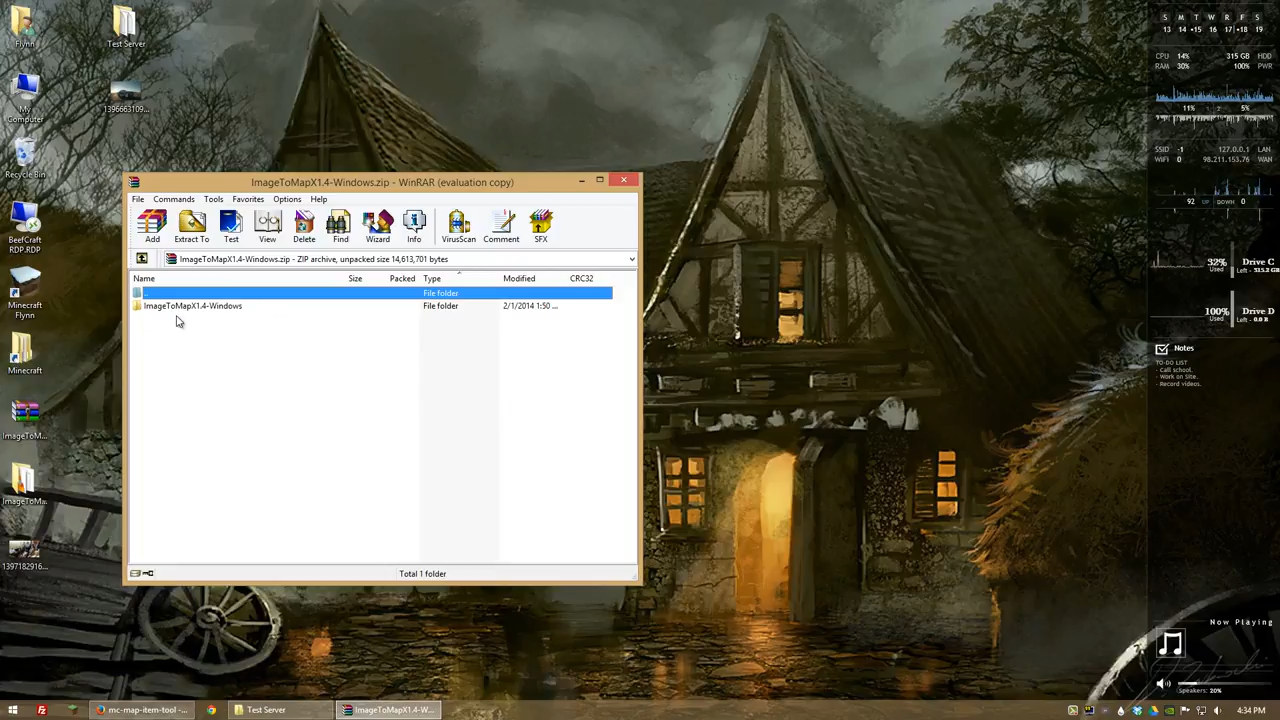 Flynn
Test Server
My
Computer
1396663109...
Recycle Bin
BeefCraft
RDP.RDP
Minecraft
Flynn
Minecraft
ImageToM...
ImageToMa...
1397182916...
ImageToMapX1.4-Windows.zip - WinRAR (evaluation copy)
File Commands Tools Favorites Options Help
Add Extract To Test View Delete Find Wizard Info VirusScan Comment SFX
ImageToMapX1.4-Windows.zip - ZIP archive, unpacked size 14,613,701 bytes
Name Size Packed Type Modified CRC32
.. File folder
ImageToMapX1.4-Windows File folder 2/1/2014 1:50 ...
Total 1 folder
S M T W R F S
13 14 15 16 17 18 19
CPU 14% 315 GB HDD
RAM 30% 100% PWR
11% 5%
SSID -1 127.0.0.1 LAN
WiFi 0 98.211.153.76 WAN
92 UP DOWN 0
32% Used Drive C
Left - 315.2 GB
100% Used Drive D
Left - 0.0 B
Notes
TO-DO LIST
- Call school.
- Work on Site.
- Record videos.
Now Playing
Speakers: 20%
mc-map-item-tool -... Test Server ImageToMapX1.4-W... 4:34 PM